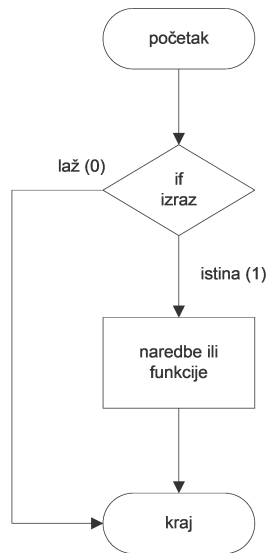 početak
laž (0)
if
izraz
istina (1)
naredbe ili
funkcije
kraj